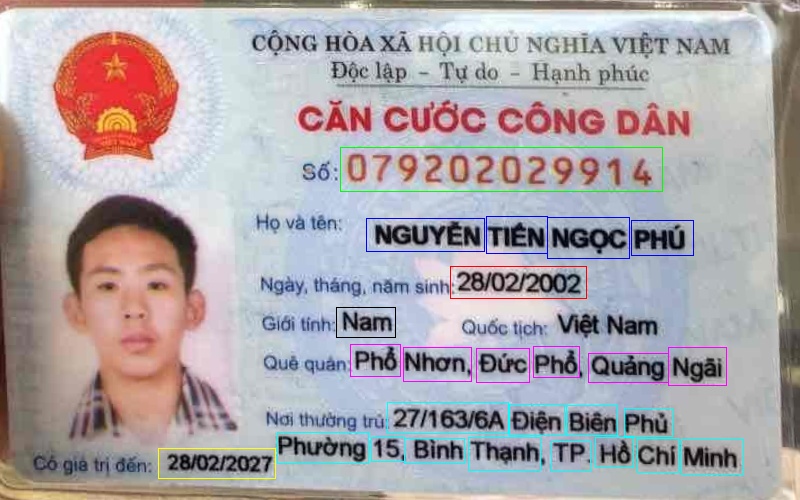 CỘNG HÒA XÃ HỘI CHỦ NGHĨA VIỆT NAM
Độc lập - Tự do - Hạnh phúc
CĂN CƯỚC CÔNG DÂN
Số: 079202029914
Họ và tên: NGUYỄN TIẾN NGỌC PHÚ
Ngày, tháng, năm sinh: 28/02/2002
Giới tính: Nam Quốc tịch: Việt Nam
Quê quán: Phổ Nhơn, Đức Phổ, Quảng Ngãi
Nơi thường trú: 27/163/6A Điện Biên Phủ
Phường 15, Bình Thạnh, TP. Hồ Chí Minh
Có giá trị đến: 28/02/2027